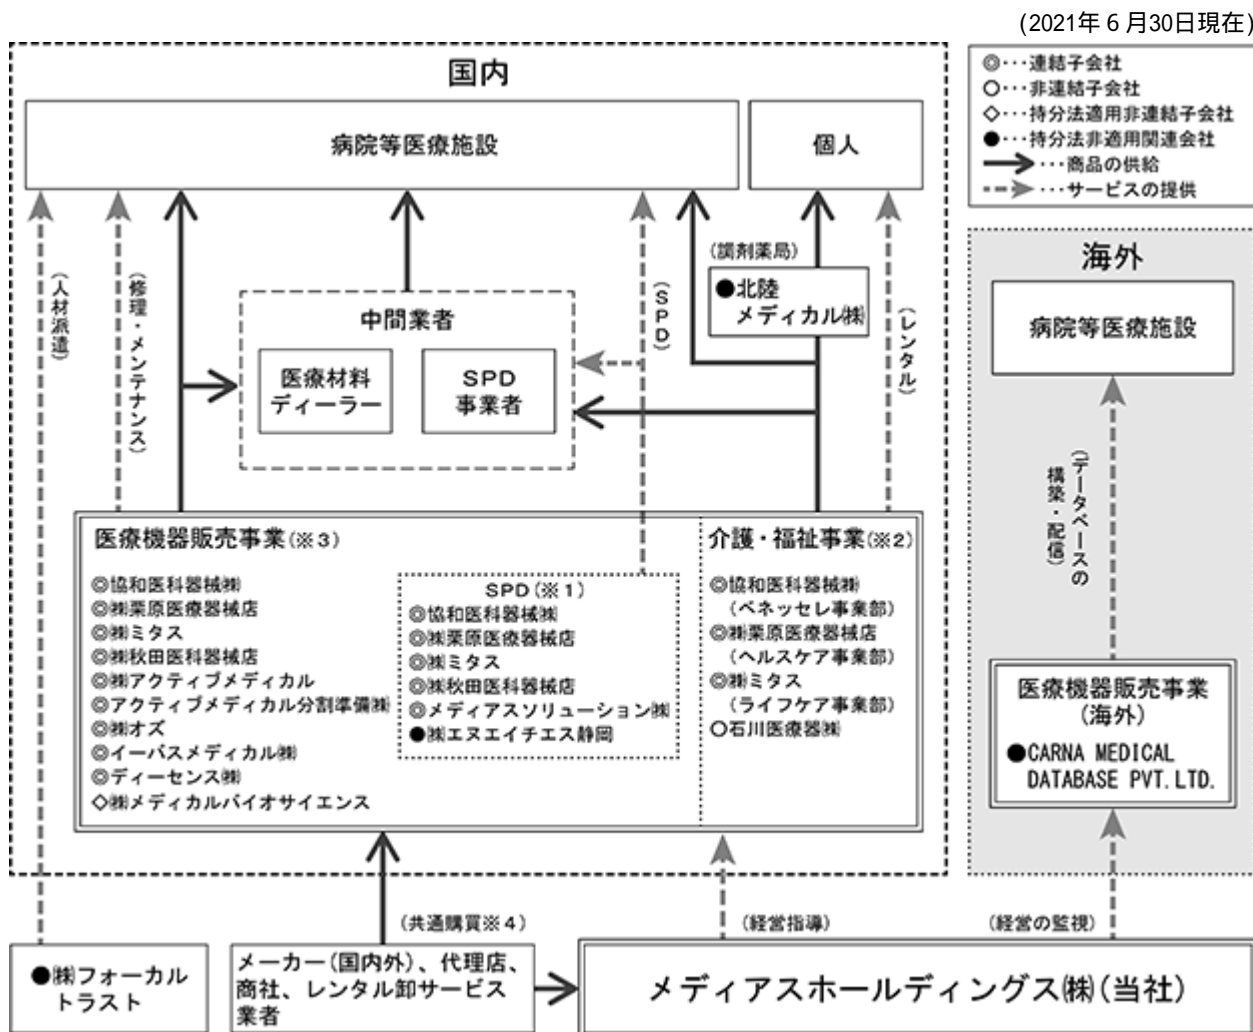 (2021年６月30日現在)
◎･･･連結子会社
○･･･非連結子会社
◇･･･持分法適用非連結子会社
●･･･持分法非適用関連会社
･･･商品の供給
･･･サービスの提供
国内
病院等医療施設
個人
(人材派遣)
(修理・メンテナンス)
中間業者
医療材料
ディーラー
SPD
事業者
(SPD)
(調剤薬局)
●北陸
メディカル㈱
(レンタル)
医療機器販売事業(※3)
◎協和医科器械㈱
◎㈱栗原医療器械店
◎㈱ミタス
◎㈱秋田医科器械店
◎㈱アクティブメディカル
◎アクティブメディカル分割準備㈱
◎㈱オズ
◎イーバスメディカル㈱
◎ディーセンス㈱
◇㈱メディカルバイオサイエンス
SPD(※1)
◎協和医科器械㈱
◎㈱栗原医療器械店
◎㈱ミタス
◎㈱秋田医科器械店
◎メディアスソリューション㈱
●㈱エヌエイチエス静岡
介護・福祉事業(※2)
◎協和医科器械㈱
(ベネッセレ事業部)
◎㈱栗原医療器械店
(ヘルスケア事業部)
◎㈱ミタス
(ライフケア事業部)
○石川医療器㈱
海外
病院等医療施設
(データベースの
構築・配信)
医療機器販売事業
(海外)
●CARNA MEDICAL
DATABASE PVT.LTD.
(共通購買※4)
(経営指導)
(経営の監視)
●㈱フォーカル
トラスト
メーカー(国内外)、代理店、
商社、レンタル卸サービス
業者
メディアスホールディングス㈱(当社)